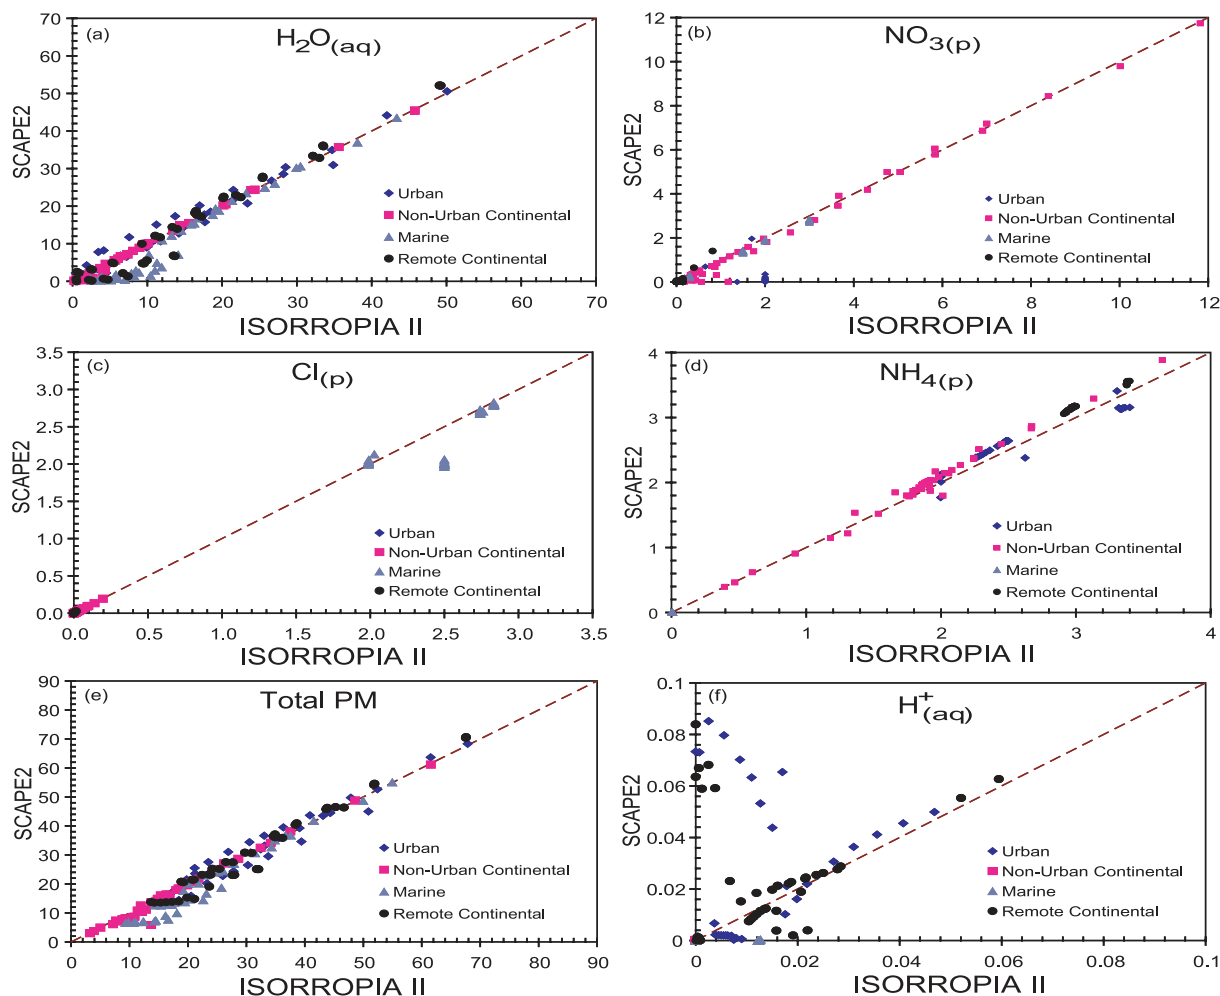 (a) H₂O(aq)
SCAPE2
70
60
50
40
30
20
10
0
Urban
Non-Urban Continental
Marine
Remote Continental
0 10 20 30 40 50 60 70
ISORROPIA II
(b) NO₃(p)
SCAPE2
12
10
8
6
4
2
0
Urban
Non-Urban Continental
Marine
Remote Continental
0 2 4 6 8 10 12
ISORROPIA II
(c) Cl(p)
SCAPE2
3.5
3.0
2.5
2.0
1.5
1.0
0.5
0.0
Urban
Non-Urban Continental
Marine
Remote Continental
0.0 0.5 1.0 1.5 2.0 2.5 3.0 3.5
ISORROPIA II
(d) NH₄(p)
SCAPE2
4
3
2
1
0
Urban
Non-Urban Continental
Marine
Remote Continental
0 1 2 3 4
ISORROPIA II
(e) Total PM
SCAPE2
90
80
70
60
50
40
30
20
10
0
Urban
Non-Urban Continental
Marine
Remote Continental
0 10 20 30 40 50 60 70 80 90
ISORROPIA II
(f) H⁺(aq)
SCAPE2
0.1
0.08
0.06
0.04
0.02
0
Urban
Non-Urban Continental
Marine
Remote Continental
0 0.02 0.04 0.06 0.08 0.1
ISORROPIA II